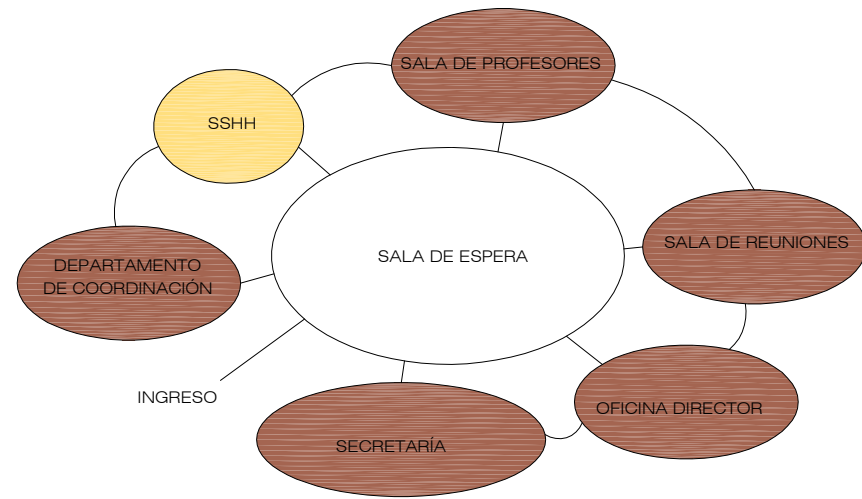 SALA DE PROFESORES
SSHH
SALA DE REUNIONES
SALA DE ESPERA
DEPARTAMENTO
DE COORDINACIÓN
INGRESO
OFICINA DIRECTOR
SECRETARÍA